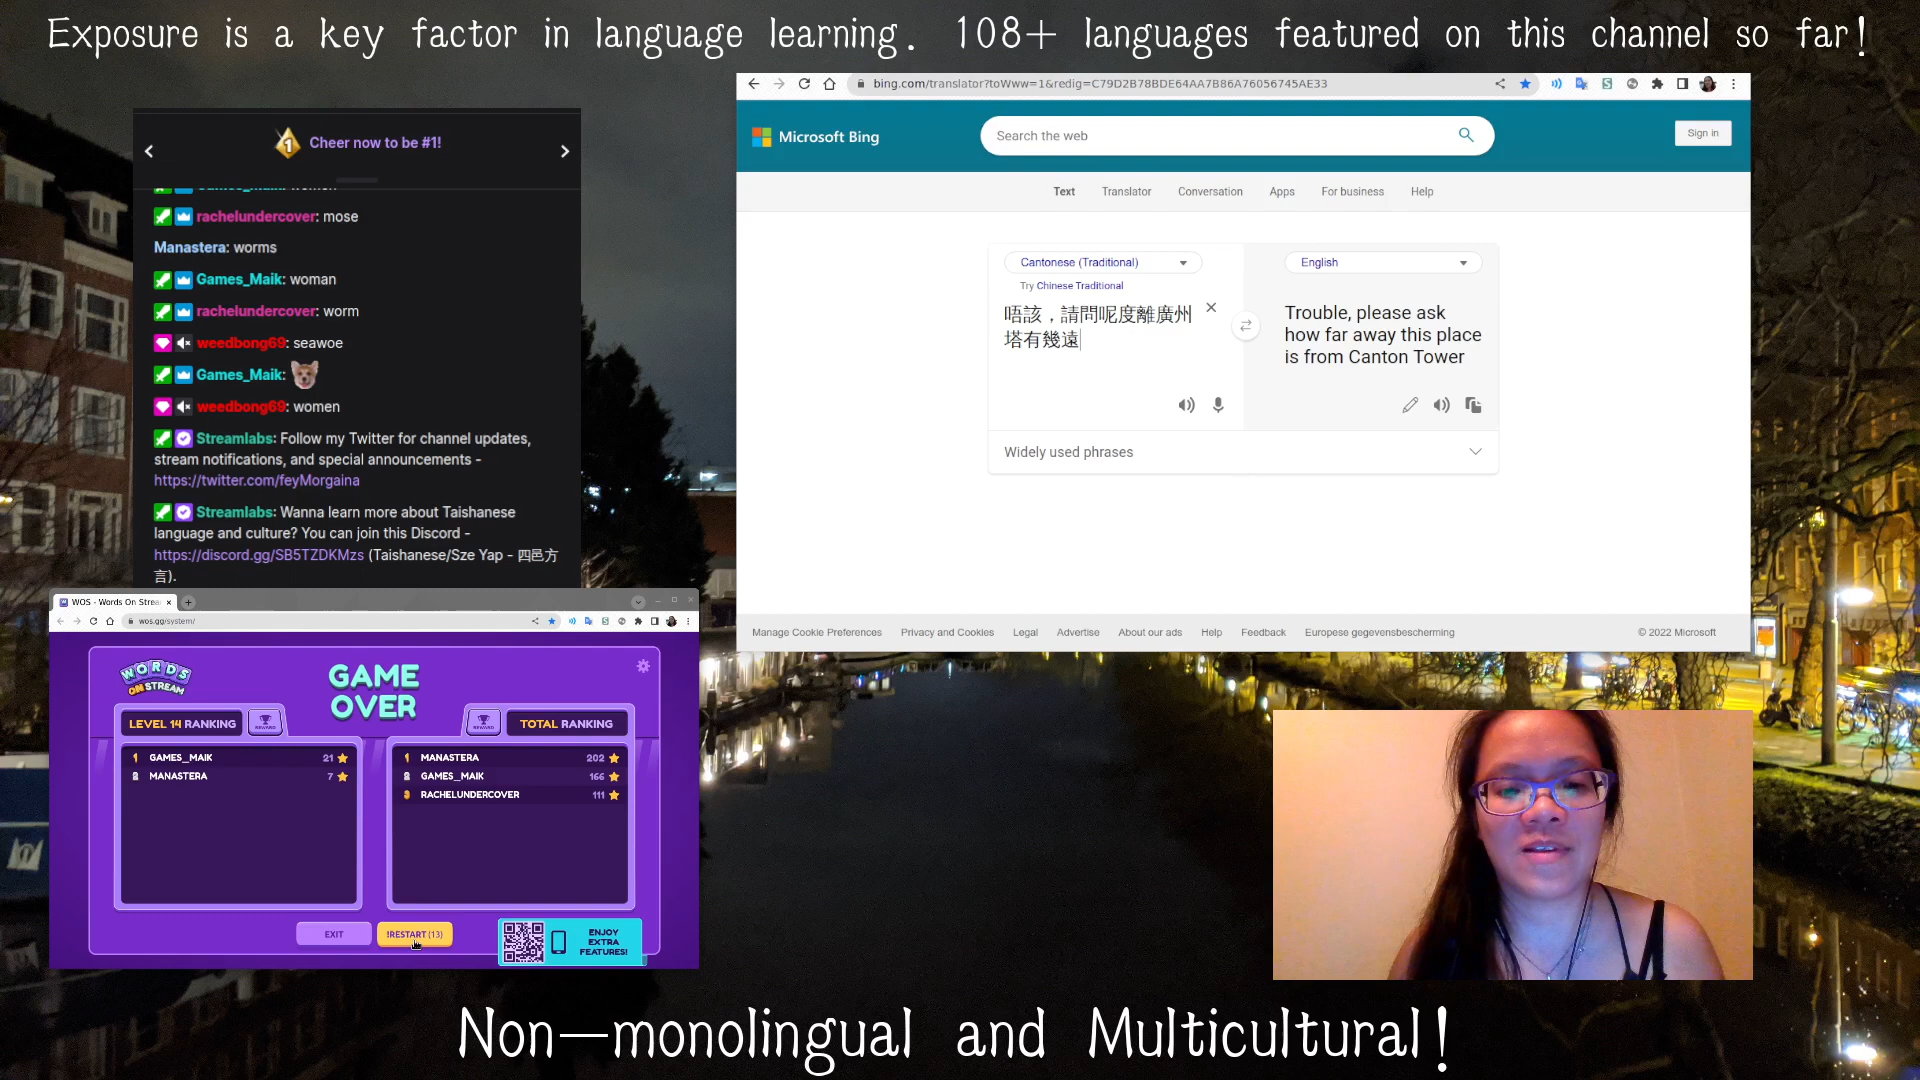 Exposure is a key factor in language learning. 108+ languages featured on this channel so far!
Cheer now to be #1!
rachelundercover: mose
Manastera: worms
Games_Maik: woman
rachelundercover: worm
weedbong69: seawoe
Games_Maik:
weedbong69: women
Streamlabs: Follow my Twitter for channel updates,
stream notifications, and special announcements -
https://twitter.com/feyMorgaina
Streamlabs: Wanna learn more about Taishanese
language and culture? You can join this Discord -
https://discord.gg/SB5TZDKMzs (Taishanese/Sze Yap - 四邑方
言).
bing.com/translator?toWww=1&redig=C79D2B78BDE64AA7B86A76056745AE33
Microsoft Bing
Search the web
Sign in
Text Translator Conversation Apps For business Help
Cantonese (Traditional)
Try Chinese Traditional
唔該，請問呢度離廣州
塔有幾遠
English
Trouble, please ask
how far away this place
is from Canton Tower
Widely used phrases
Manage Cookie Preferences Privacy and Cookies Legal Advertise About our ads Help Feedback Europese gegevensbescherming © 2022 Microsoft
WOS - Words On Strea
wos.gg/system/
WORDS
ON STREAM
GAME
OVER
LEVEL 14 RANKING
REWARD
1 GAMES_MAIK 21
2 MANASTERA 7
REWARD
TOTAL RANKING
1 MANASTERA 202
2 GAMES_MAIK 166
3 RACHELUNDERCOVER 111
EXIT
!RESTART (13)
ENJOY
EXTRA
FEATURES!
Non-monolingual and Multicultural!